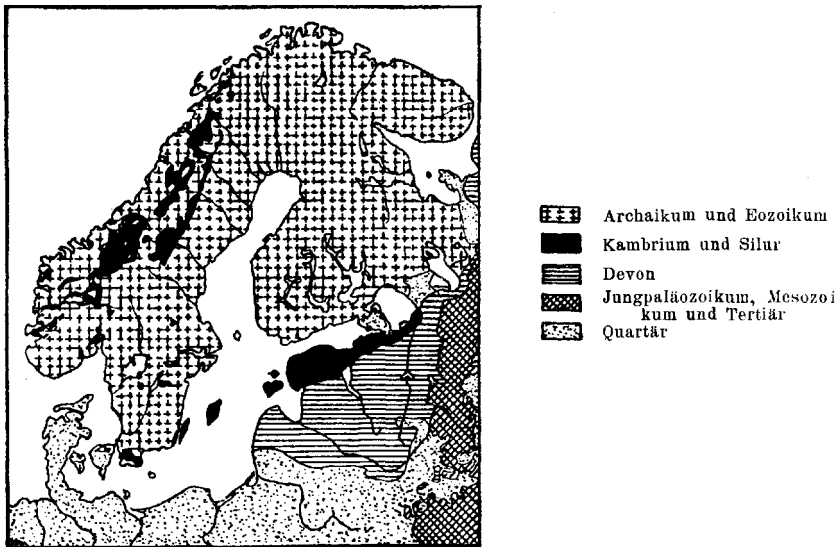 Archaikum und Eozoikum
Kambrium und Silur
Devon
Jungpaläozoikum, Mesozoi
kum und Tertiär
Quartär